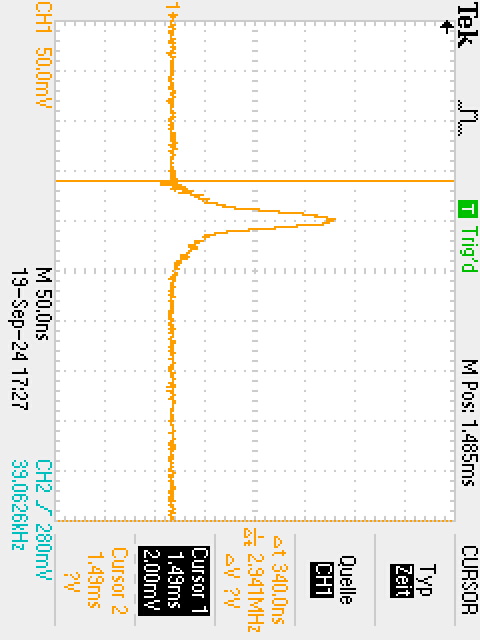 Tek
T Trig'd
M Pos: 1.485ms
CURSOR
1
Typ
Zeit
Quelle
CH1
Δt 340.0ns
1/Δt 2.941MHz
ΔV ?V
Cursor 1
1.49ms
2.00mV
Cursor 2
1.49ms
?V
CH1 50.0mV
M 50.0ns
CH2 / 280mV
19-Sep-24 17:27
39.0626kHz